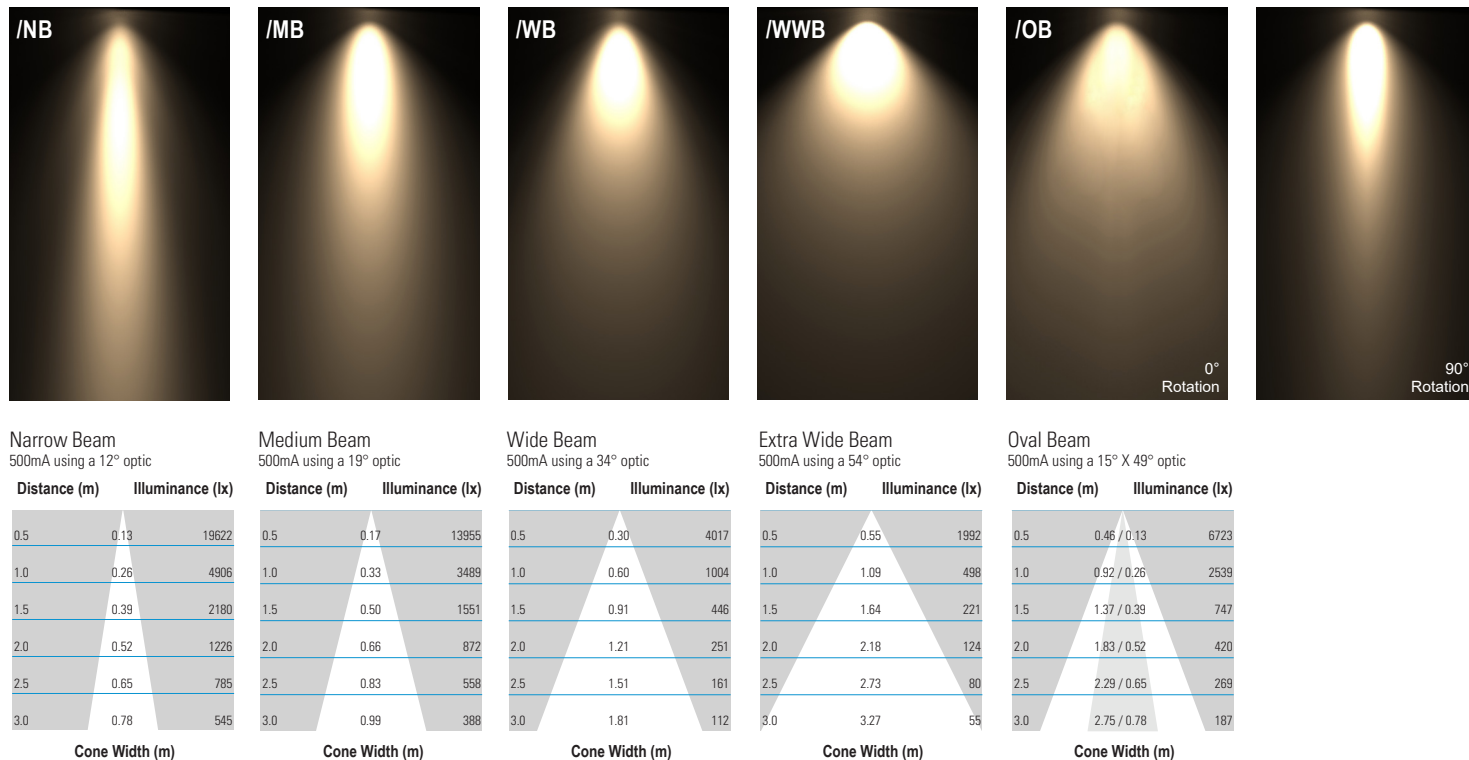 /NB
/MB
/WB
/WWB
/OB
0°
Rotation
90°
Rotation
Narrow Beam
500mA using a 12° optic
Distance (m) Illuminance (lx)
0.5 0.13 19622
1.0 0.26 4906
1.5 0.39 2180
2.0 0.52 1226
2.5 0.65 785
3.0 0.78 545
Cone Width (m)
Medium Beam
500mA using a 19° optic
Distance (m) Illuminance (lx)
0.5 0.17 13955
1.0 0.33 3489
1.5 0.50 1551
2.0 0.66 872
2.5 0.83 558
3.0 0.99 388
Cone Width (m)
Wide Beam
500mA using a 34° optic
Distance (m) Illuminance (lx)
0.5 0.30 4017
1.0 0.60 1004
1.5 0.91 446
2.0 1.21 251
2.5 1.51 161
3.0 1.81 112
Cone Width (m)
Extra Wide Beam
500mA using a 54° optic
Distance (m) Illuminance (lx)
0.5 0.55 1992
1.0 1.09 498
1.5 1.64 221
2.0 2.18 124
2.5 2.73 80
3.0 3.27 55
Cone Width (m)
Oval Beam
500mA using a 15° X 49° optic
Distance (m) Illuminance (lx)
0.5 0.46 / 0.13 6723
1.0 0.92 / 0.26 2539
1.5 1.37 / 0.39 747
2.0 1.83 / 0.52 420
2.5 2.29 / 0.65 269
3.0 2.75 / 0.78 187
Cone Width (m)